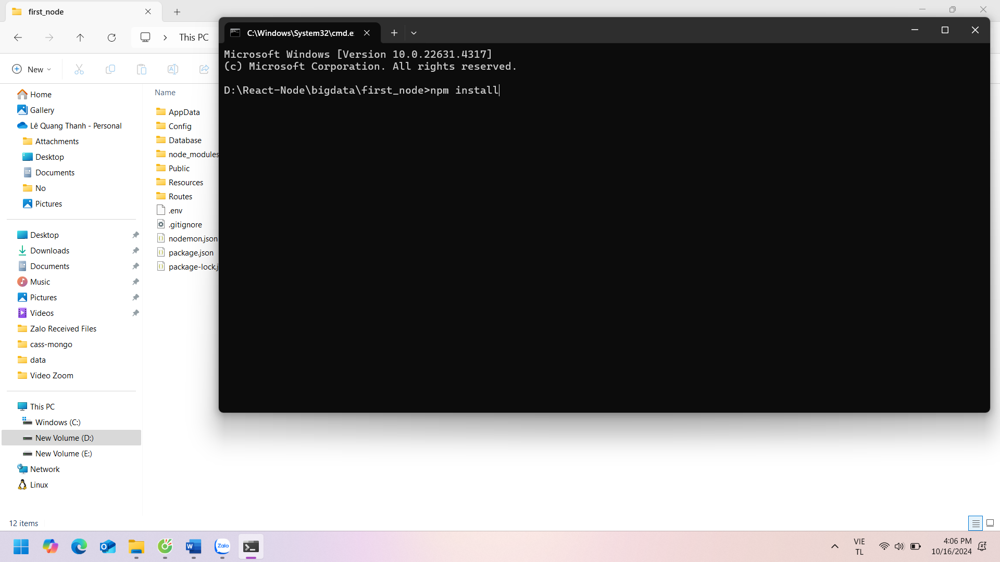 first_node
This PC
New
Home
Gallery
Lê Quang Thanh - Personal
Attachments
Desktop
Documents
No
Pictures
Desktop
Downloads
Documents
Music
Pictures
Videos
Zalo Received Files
cass-mongo
data
Video Zoom
This PC
Windows (C:)
New Volume (D:)
New Volume (E:)
Network
Linux
12 items
Name
AppData
Config
Database
node_modules
Public
Resources
Routes
.env
.gitignore
nodemon.json
package.json
package-lock.j
C:\Windows\System32\cmd.e
Microsoft Windows [Version 10.0.22631.4317]
(c) Microsoft Corporation. All rights reserved.
D:\React-Node\bigdata\first_node>npm install
Zalo
VIE
TL
4:06 PM
10/16/2024